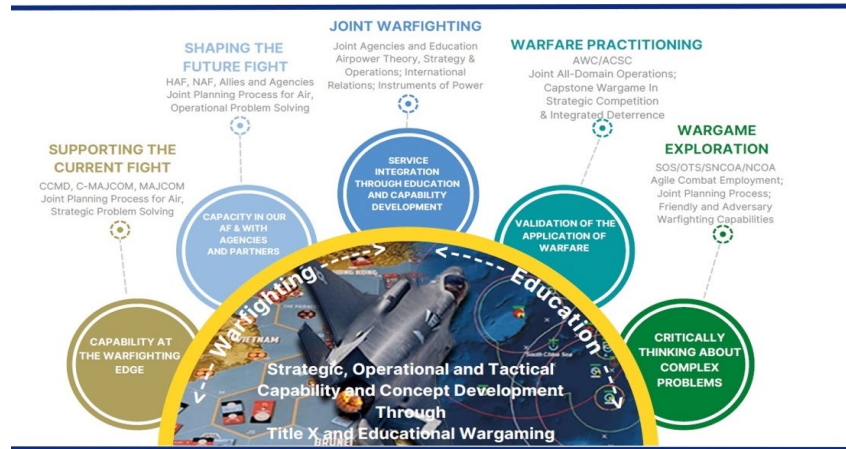 JOINT WARFIGHTING
Joint Agencies and Education
Airpower Theory, Strategy &
Operations; International
Relations; Instruments of Power
SHAPING THE
FUTURE FIGHT
HAF, NAF, Allies and Agencies
Joint Planning Process for Air,
Operational Problem Solving
WARFARE PRACTITIONING
AWC/ACSC
Joint All-Domain Operations;
Capstone Wargame In
Strategic Competition
& Integrated Deterrence
SUPPORTING THE
CURRENT FIGHT
CCMD, C-MAJCOM, MAJCOM
Joint Planning Process for Air,
Strategic Problem Solving
WARGAME
EXPLORATION
SOS/OTS/SNCOA/NCOA
Agile Combat Employment;
Joint Planning Process;
Friendly and Adversary
Warfighting Capabilities
SERVICE
INTEGRATION
THROUGH EDUCATION
AND CAPABILITY
DEVELOPMENT
CAPACITY IN OUR
AF & WITH
AGENCIES
AND PARTNERS
VALIDATION OF THE
APPLICATION OF
WARFARE
CAPABILITY AT
THE WARFIGHTING
EDGE
CRITICALLY
THINKING ABOUT
COMPLEX
PROBLEMS
Warfighting
Education
VIETNAM
South China Sea
Strategic, Operational and Tactical
Capability and Concept Development
Through
Title X and Educational Wargaming
BRUNEI